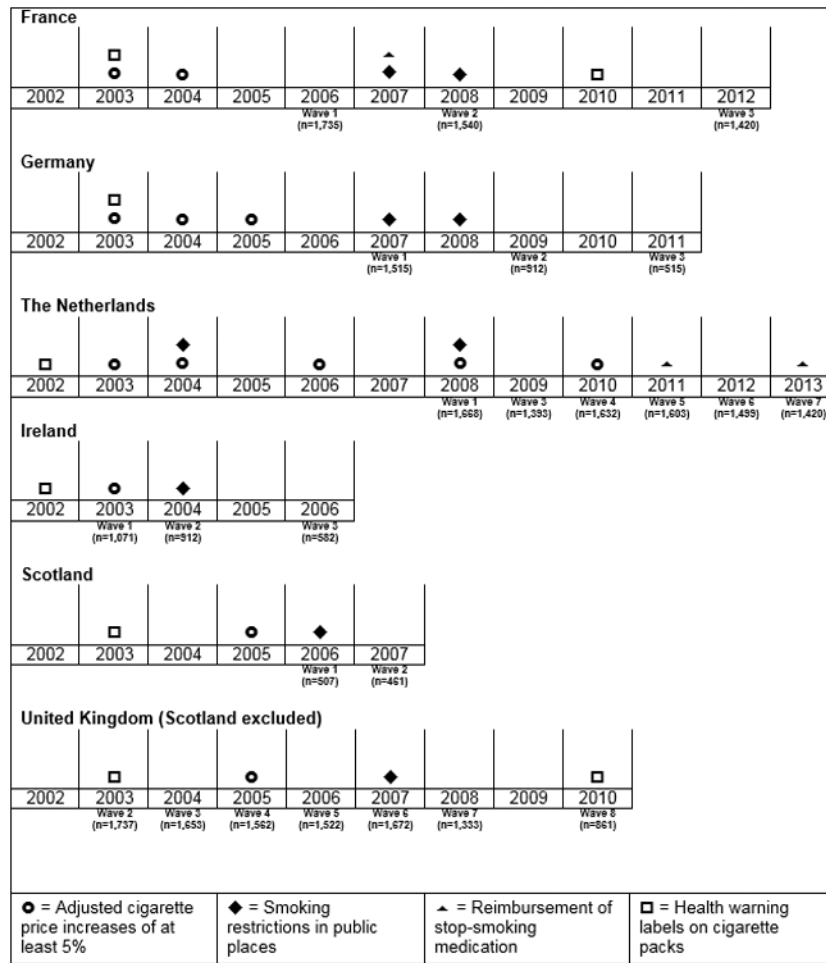 France
2002 2003 2004 2005 2006 2007 2008 2009 2010 2011 2012
Wave 1 Wave 2 Wave 3
(n=1,735) (n=1,540) (n=1,420)
Germany
2002 2003 2004 2005 2006 2007 2008 2009 2010 2011
Wave 1 Wave 2 Wave 3
(n=1,515) (n=912) (n=515)
The Netherlands
2002 2003 2004 2005 2006 2007 2008 2009 2010 2011 2012 2013
Wave 1 Wave 3 Wave 4 Wave 5 Wave 6 Wave 7
(n=1,668) (n=1,393) (n=1,632) (n=1,603) (n=1,499) (n=1,420)
Ireland
2002 2003 2004 2005 2006
Wave 1 Wave 2 Wave 3
(n=1,071) (n=912) (n=582)
Scotland
2002 2003 2004 2005 2006 2007
Wave 1 Wave 2
(n=507) (n=461)
United Kingdom (Scotland excluded)
2002 2003 2004 2005 2006 2007 2008 2009 2010
Wave 2 Wave 3 Wave 4 Wave 5 Wave 6 Wave 7 Wave 8
(n=1,737) (n=1,653) (n=1,562) (n=1,522) (n=1,672) (n=1,333) (n=861)
= Adjusted cigarette
price increases of at
least 5%
= Smoking
restrictions in public
places
= Reimbursement of
stop-smoking
medication
= Health warning
labels on cigarette
packs